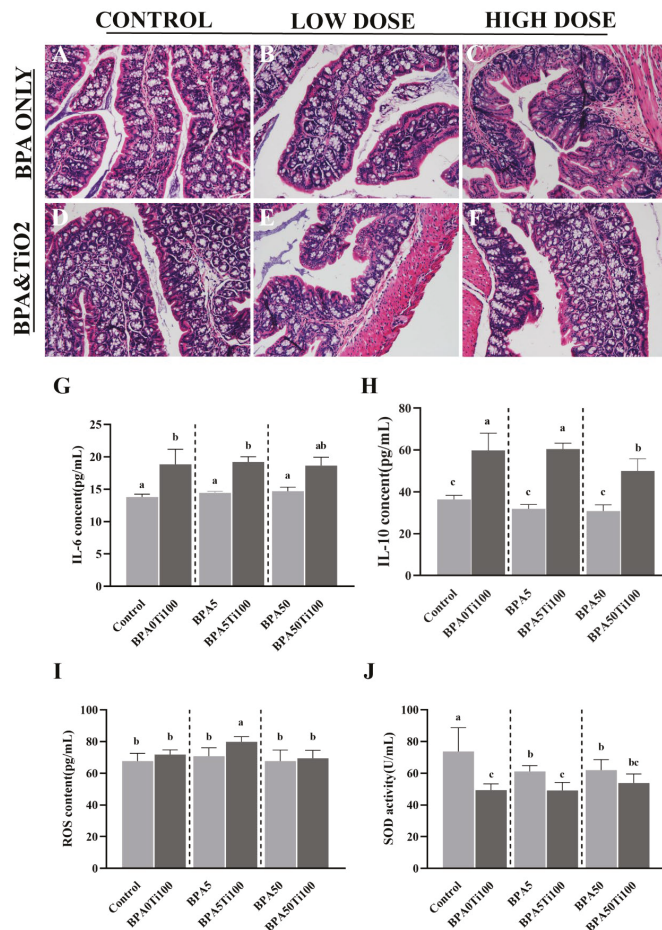 CONTROL LOW DOSE HIGH DOSE
BPA ONLY
A B C
BPA&TiO2
D E F
G
IL-6 concent(pg/mL)
25
20
15
10
5
0
a b a b a ab
Control BPA0Ti100 BPA5 BPA5Ti100 BPA50 BPA50Ti100
H
IL-10 concent(pg/mL)
80
60
40
20
0
c a c a c b
Control BPA0Ti100 BPA5 BPA5Ti100 BPA50 BPA50Ti100
I
ROS content(pg/mL)
100
80
60
40
20
0
b b b a b b
Control BPA0Ti100 BPA5 BPA5Ti100 BPA50 BPA50Ti100
J
SOD activity(U/mL)
100
80
60
40
20
0
a c b c b bc
Control BPA0Ti100 BPA5 BPA5Ti100 BPA50 BPA50Ti100